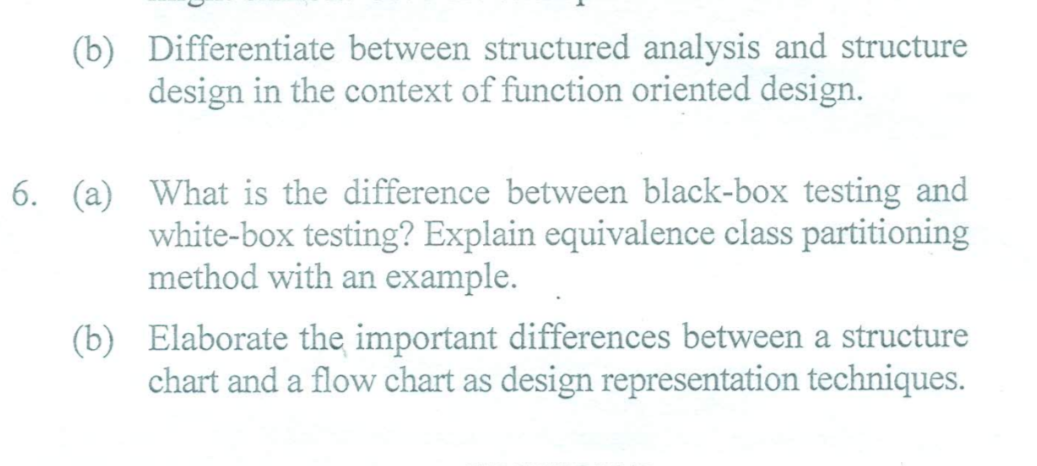 (b) Differentiate between structured analysis and structure
design in the context of function oriented design.
6. (a) What is the difference between black-box testing and
white-box testing? Explain equivalence class partitioning
method with an example.
(b) Elaborate the important differences between a structure
chart and a flow chart as design representation techniques.